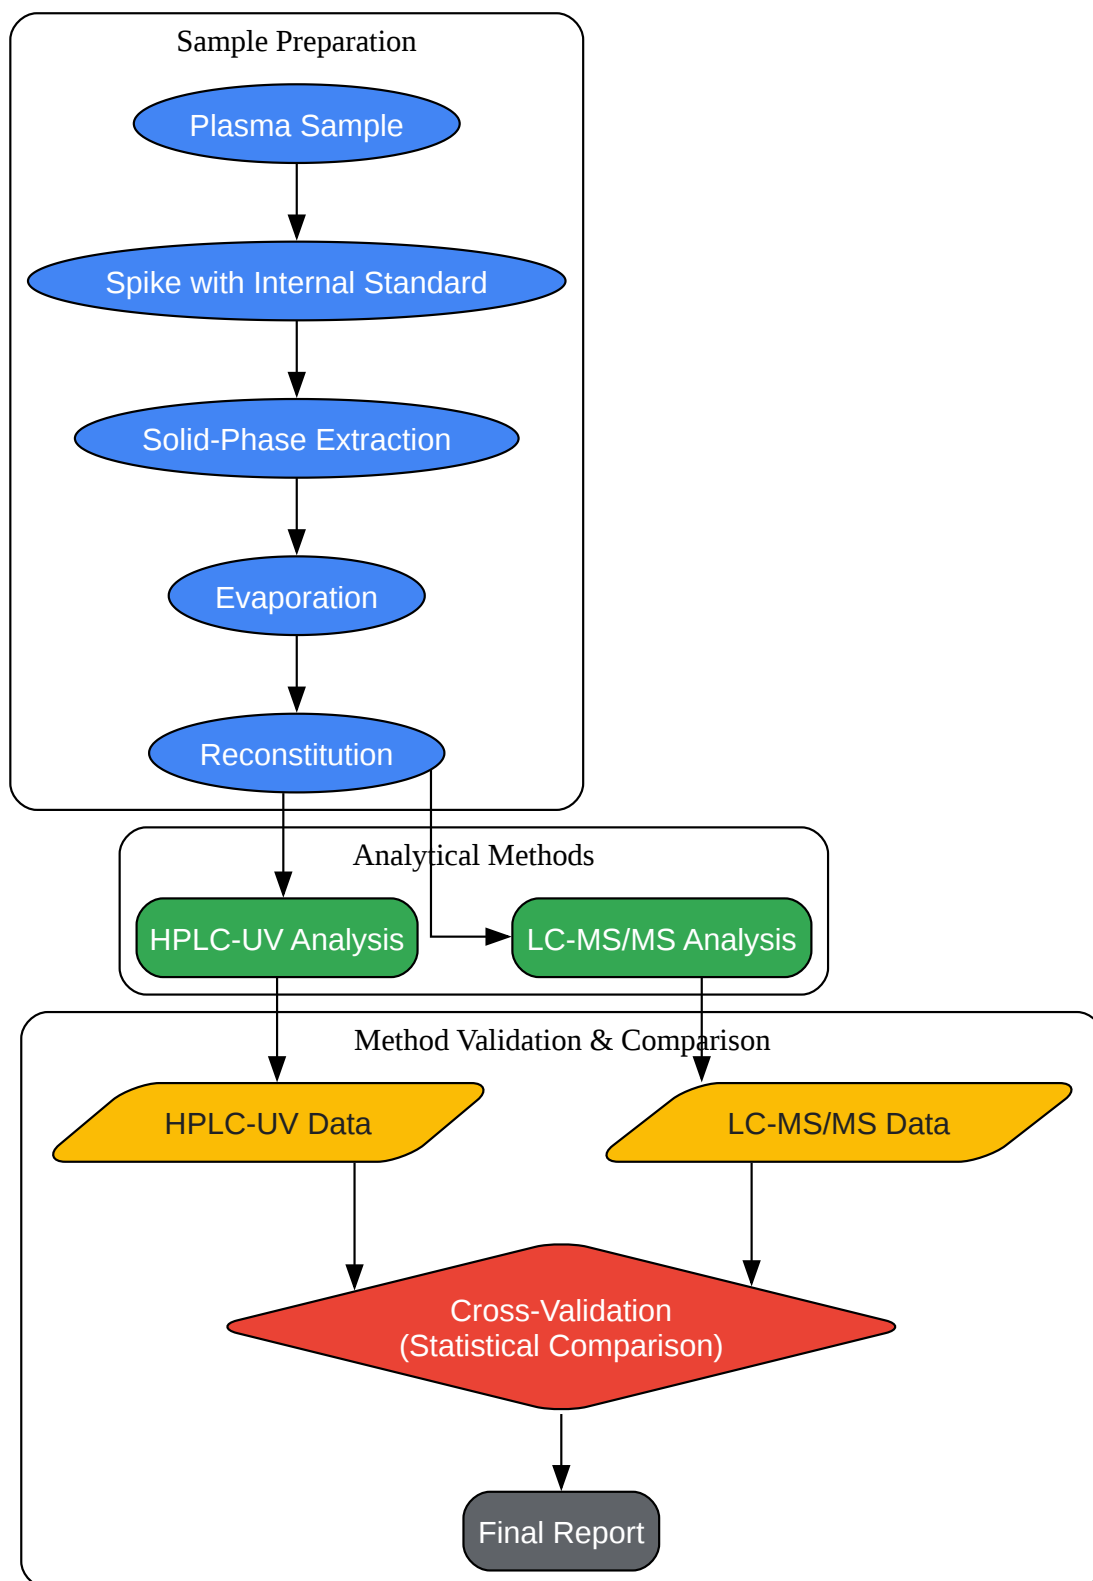 Sample Preparation
Plasma Sample
Spike with Internal Standard
Solid-Phase Extraction
Evaporation
Reconstitution
Analytical Methods
HPLC-UV Analysis
LC-MS/MS Analysis
Method Validation & Comparison
HPLC-UV Data
LC-MS/MS Data
Cross-Validation
(Statistical Comparison)
Final Report